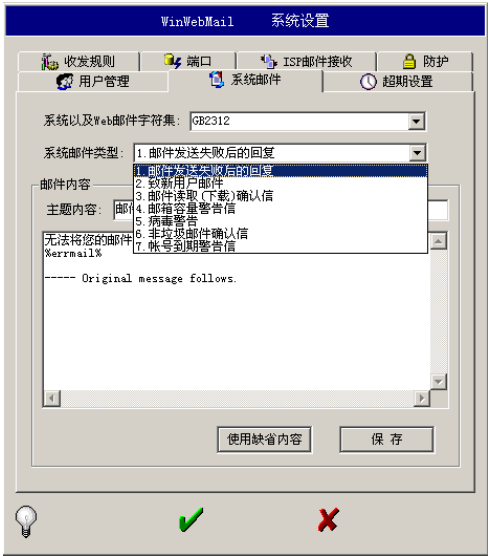 WinWebMail 系统设置
收发规则 端口 ISP邮件接收 防护
用户管理 系统邮件 超期设置
系统以及Web邮件字符集: GB2312
系统邮件类型: 1.邮件发送失败后的回复
1.邮件发送失败后的回复
2.致新用户邮件
3.邮件读取(下载)确认信
4.邮箱容量警告信
5.病毒警告
6.非垃圾邮件确认信
7.帐号到期警告信
邮件内容
主题内容: 邮
无法将您的邮件
%errmail%
----- Original message follows.
使用缺省内容 保 存